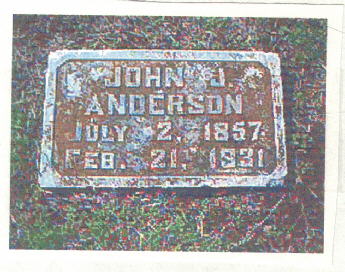 JOHN J.
ANDERSON
JULY 2, 1857.
FEB. 21, 1931